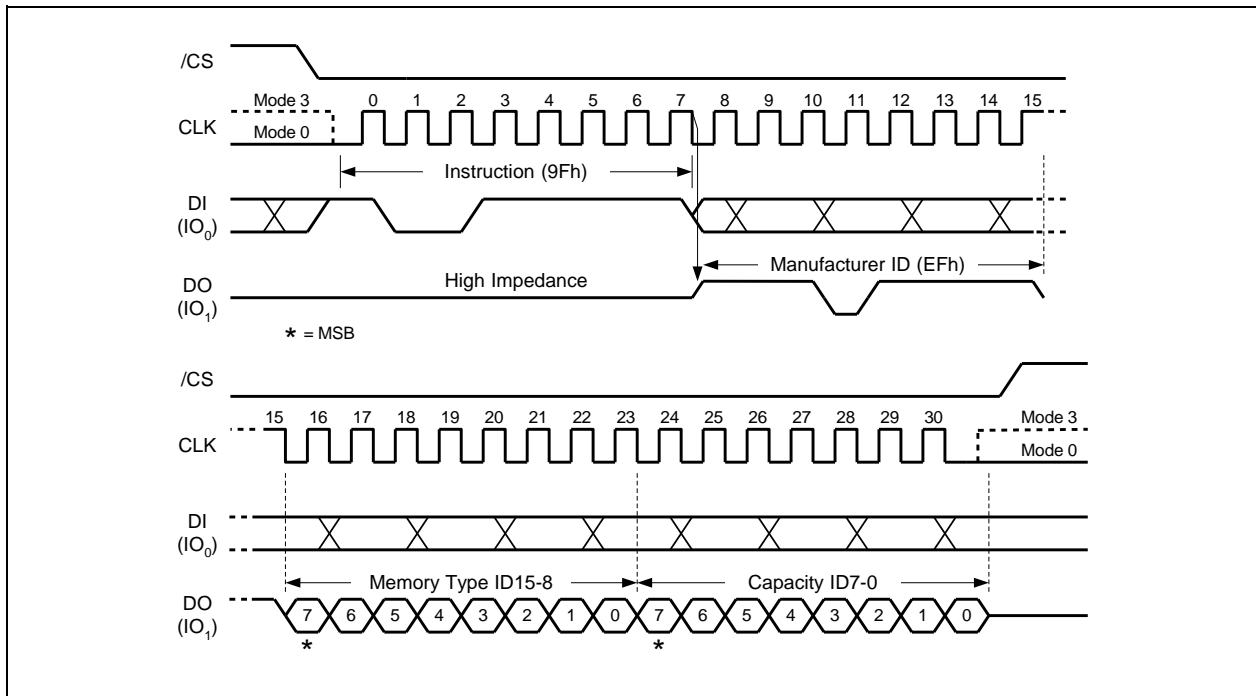 /CS
Mode 3
0 1 2 3 4 5 6 7 8 9 10 11 12 13 14 15
CLK
Mode 0
Instruction (9Fh)
DI
(IO0)
Manufacturer ID (EFh)
High Impedance
DO
(IO1)
* = MSB
/CS
15 16 17 18 19 20 21 22 23 24 25 26 27 28 29 30
Mode 3
CLK
Mode 0
DI
(IO0)
Memory Type ID15-8 Capacity ID7-0
DO
(IO1)
7 6 5 4 3 2 1 0 7 6 5 4 3 2 1 0
* *